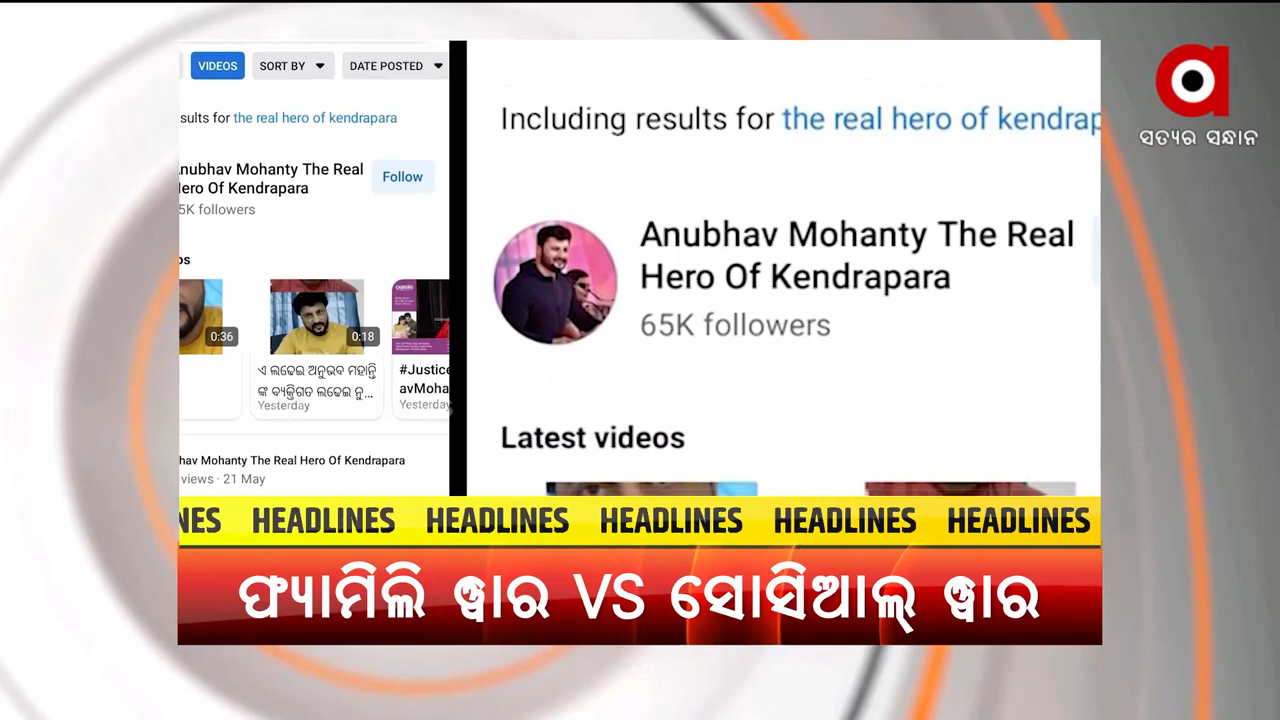 VIDEOS
SORT BY
DATE POSTED
sults for the real hero of kendrapara
Anubhav Mohanty The Real
Hero Of Kendrapara
5K followers
Follow
os
0:36
0:18
ଏ ଲଢେଇ ଅନୁଭବ ମହାନ୍ତି
ଙ୍କ ବ୍ୟକ୍ତିଗତ ଲଢେଇ ନୁ...
Yesterday
#Justice
avMoha
Yesterday
hav Mohanty The Real Hero Of Kendrapara
views · 21 May
Including results for the real hero of kendrap
Anubhav Mohanty The Real
Hero Of Kendrapara
65K followers
Latest videos
a
ସତ୍ୟର ସନ୍ଧାନ
NES HEADLINES HEADLINES HEADLINES HEADLINES HEADLINES
ଫ୍ୟାମିଲି ୱାର VS ସୋସିଆଲ୍ ୱାର